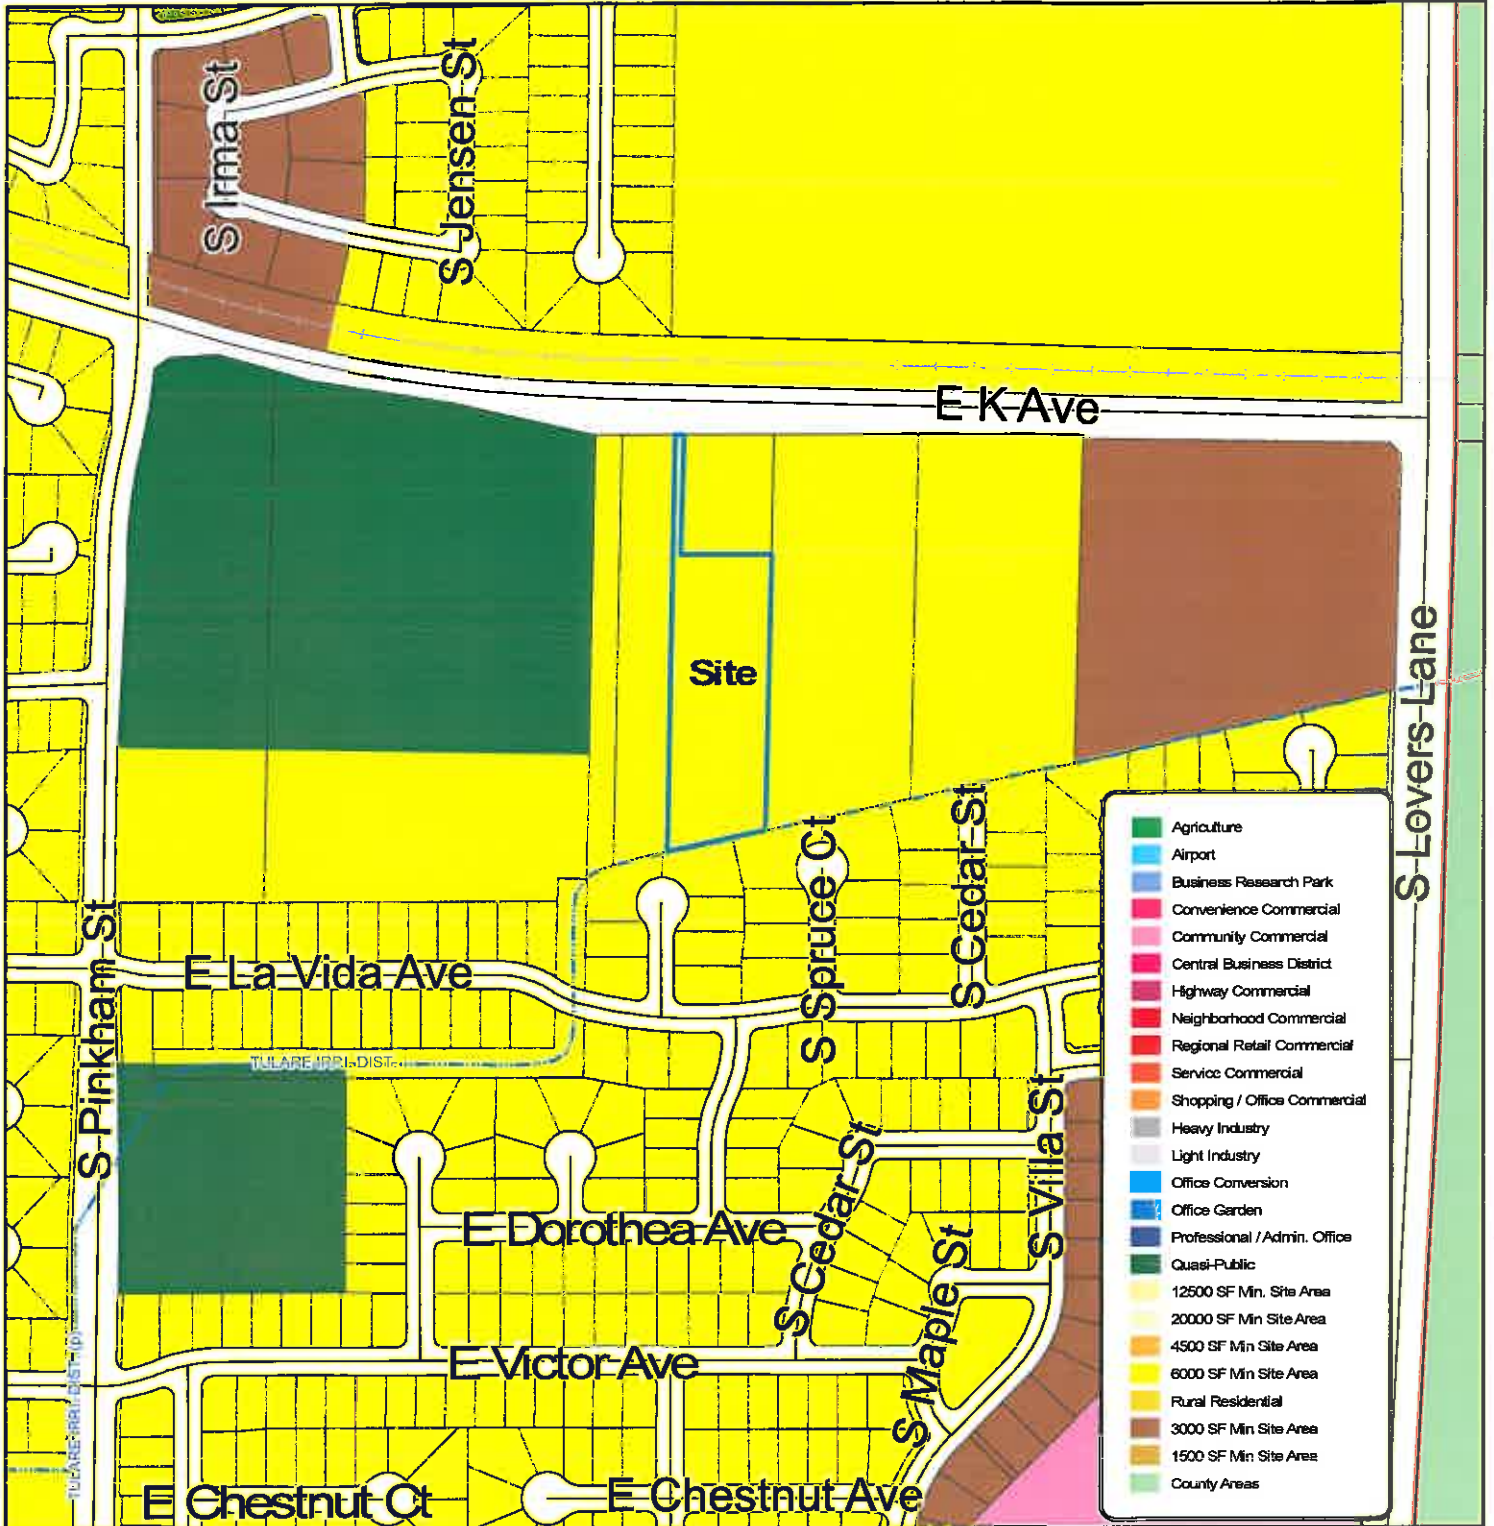 S Irma St
S Jensen St
E K Ave
Site
S Lovers Lane
S Pinkham St
E La Vida Ave
S Spruce Ct
S Cedar St
TULARE IRRI. DIST.
S Villa St
E Dorothea Ave
S Cedar St
S Maple St
E Victor Ave
TULARE IRRI. DIST. (p)
E Chestnut Ct
E Chestnut Ave
Agriculture
Airport
Business Research Park
Convenience Commercial
Community Commercial
Central Business District
Highway Commercial
Neighborhood Commercial
Regional Retail Commercial
Service Commercial
Shopping / Office Commercial
Heavy Industry
Light Industry
Office Conversion
Office Garden
Professional / Admin. Office
Quasi-Public
12500 SF Min. Site Area
20000 SF Min Site Area
4500 SF Min Site Area
6000 SF Min Site Area
Rural Residential
3000 SF Min Site Area
1500 SF Min Site Area
County Areas